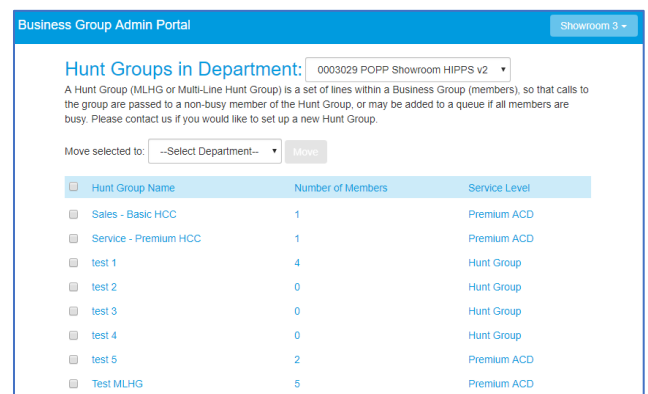 Business Group Admin Portal
Showroom 3
Hunt Groups in Department: 0003029 POPP Showroom HIPPS v2
A Hunt Group (MLHG or Multi-Line Hunt Group) is a set of lines within a Business Group (members), so that calls to
the group are passed to a non-busy member of the Hunt Group, or may be added to a queue if all members are
busy. Please contact us if you would like to set up a new Hunt Group.
Move selected to: --Select Department-- Move
Hunt Group Name Number of Members Service Level
Sales - Basic HCC 1 Premium ACD
Service - Premium HCC 1 Premium ACD
test 1 4 Hunt Group
test 2 0 Hunt Group
test 3 0 Hunt Group
test 4 0 Hunt Group
test 5 2 Premium ACD
Test MLHG 5 Premium ACD